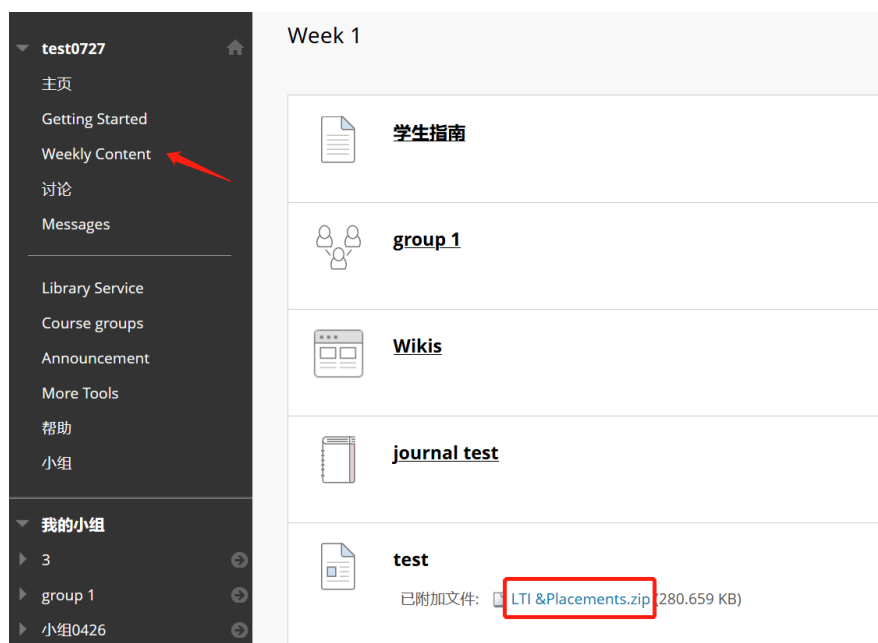 test0727
主页
Getting Started
Weekly Content
讨论
Messages
Library Service
Course groups
Announcement
More Tools
帮助
小组
我的小组
3
group 1
小组0426
Week 1
学生指南
group 1
Wikis
journal test
test
已附加文件: LTI &Placements.zip (280.659 KB)